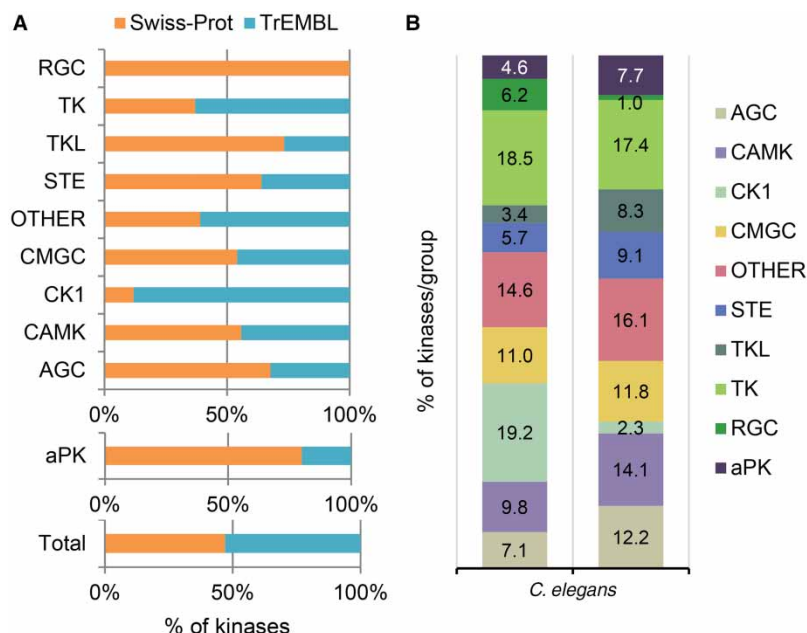 A
Swiss-Prot TrEMBL
RGC
TK
TKL
STE
OTHER
CMGC
CK1
CAMK
AGC
0% 50% 100%
aPK
0% 50% 100%
Total
0% 50% 100%
% of kinases
B
% of kinases/group
4.6 7.7
6.2 1.0
18.5 17.4
3.4 8.3
5.7 9.1
14.6 16.1
11.0 11.8
19.2 2.3
9.8 14.1
7.1 12.2
C. elegans
AGC
CAMK
CK1
CMGC
OTHER
STE
TKL
TK
RGC
aPK